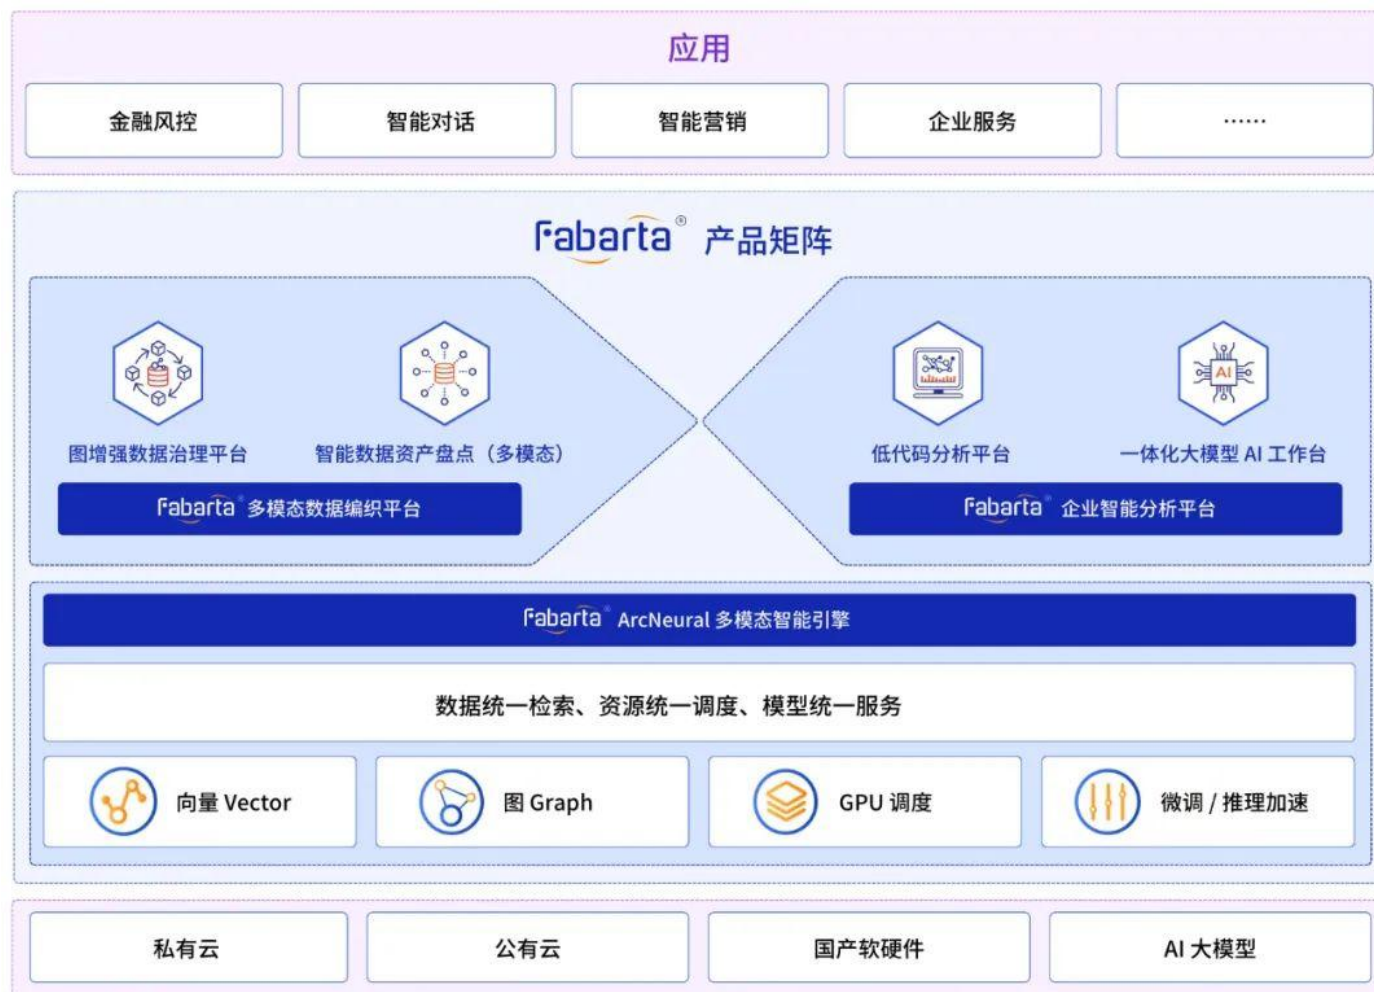 应用
金融风控
智能对话
智能营销
企业服务
……
Fabarta® 产品矩阵
AI
图增强数据治理平台
智能数据资产盘点（多模态）
低代码分析平台
一体化大模型 AI 工作台
Fabarta® 多模态数据编织平台
Fabarta® 企业智能分析平台
Fabarta® ArcNeural 多模态智能引擎
数据统一检索、资源统一调度、模型统一服务
向量 Vector
图 Graph
GPU 调度
微调 / 推理加速
私有云
公有云
国产软硬件
AI 大模型